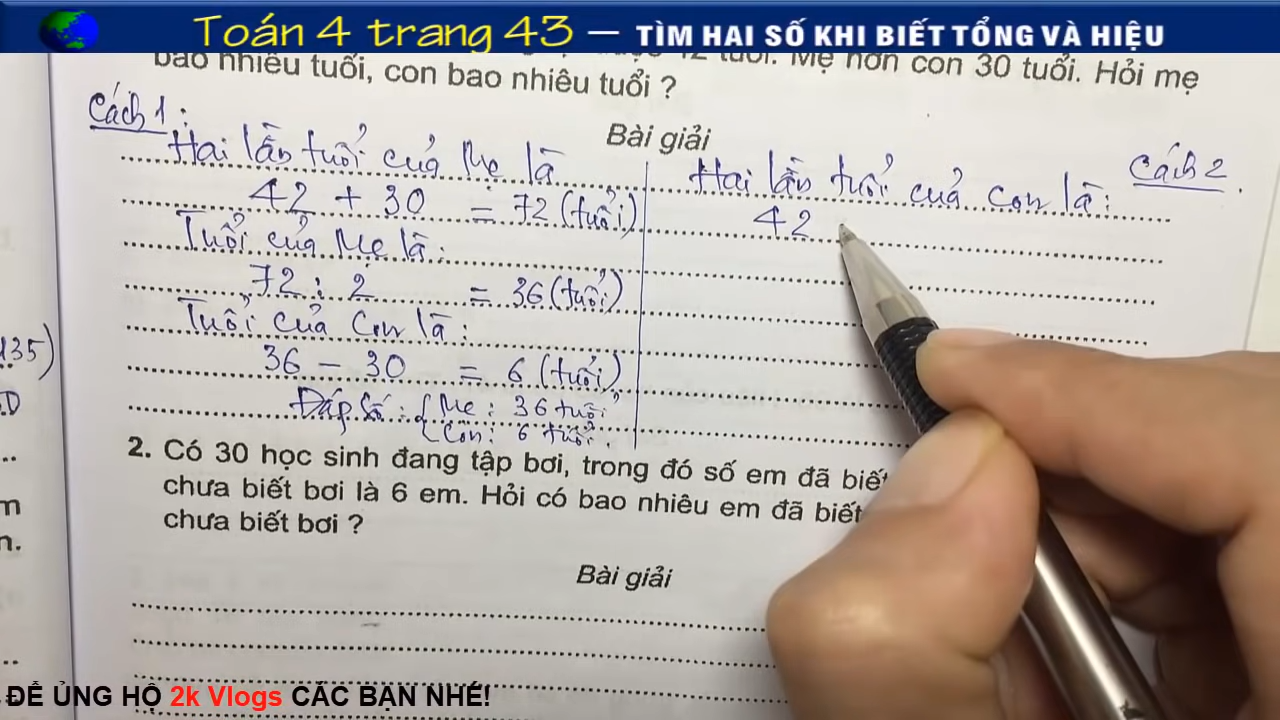 Toán 4 trang 43 – TÌM HAI SỐ KHI BIẾT TỔNG VÀ HIỆU
42 tuổi. Mẹ hơn con 30 tuổi. Hỏi mẹ
bao nhiêu tuổi, con bao nhiêu tuổi ?
Cách 1:
Bài giải
Hai lần tuổi của Mẹ là
42 + 30 = 72 (tuổi)
Tuổi của Mẹ là:
72 : 2 = 36 (tuổi)
Tuổi của Con là:
36 – 30 = 6 (tuổi)
Đáp số: { Mẹ: 36 tuổi
Con: 6 tuổi
Cách 2
Hai lần tuổi của Con là:
42
135)
2. Có 30 học sinh đang tập bơi, trong đó số em đã biết
chưa biết bơi là 6 em. Hỏi có bao nhiêu em đã biết
chưa biết bơi ?
Bài giải
ĐỂ ỦNG HỘ 2k Vlogs CÁC BẠN NHÉ!